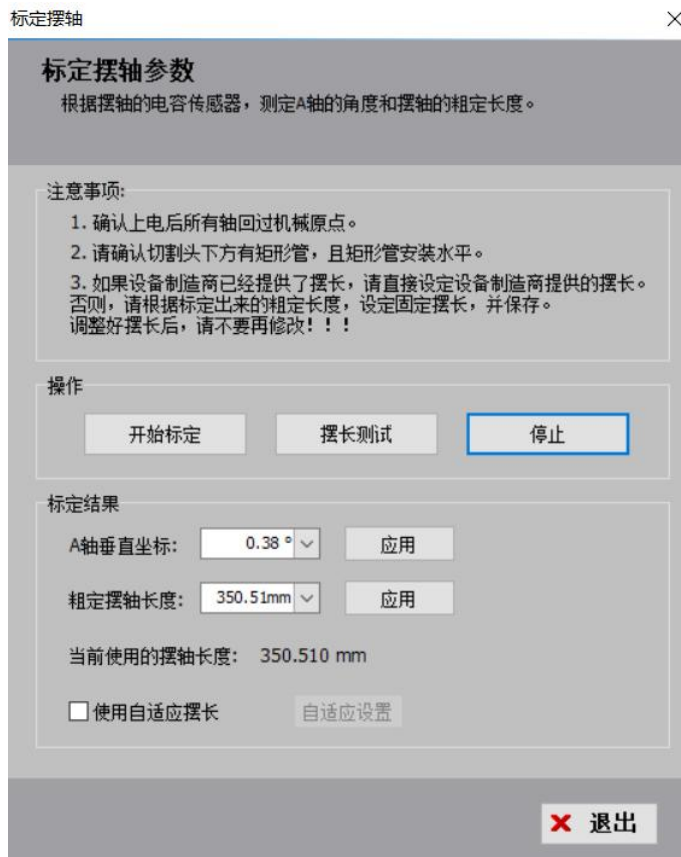 标定摆轴
标定摆轴参数
根据摆轴的电容传感器，测定A轴的角度和摆轴的粗定长度。
注意事项:
1. 确认上电后所有轴回过机械原点。
2. 请确认切割头下方有矩形管，且矩形管安装水平。
3. 如果设备制造商已经提供了摆长，请直接设定设备制造商提供的摆长。
否则，请根据标定出来的粗定长度，设定固定摆长，并保存。
调整好摆长后，请不要再修改！！！
操作
开始标定 摆长测试 停止
标定结果
A轴垂直坐标: 0.38 ° 应用
粗定摆轴长度: 350.51mm 应用
当前使用的摆轴长度: 350.510 mm
使用自适应摆长 自适应设置
退出